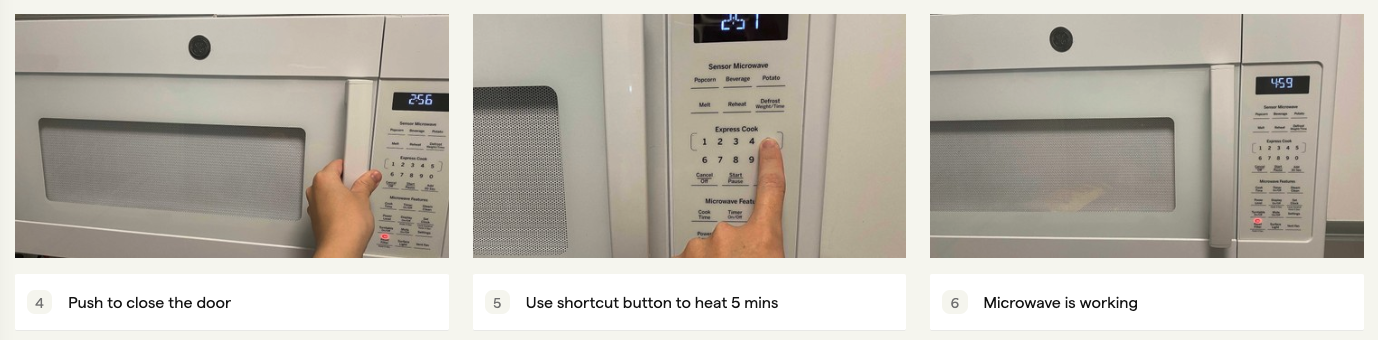 2:56
Sensor Microwave
Popcorn Beverage Potato
Melt Reheat Defrost
Weight/Time
Express Cook
1 2 3 4 5
6 7 8 9 0
Microwave Features
2:57
Sensor Microwave
Popcorn Beverage Potato
Melt Reheat Defrost
Weight/Time
Express Cook
1 2 3 4
6 7 8 9
Cancel Start
Off Pause
Microwave
Cook Timer
Time On/Off
4:59
Sensor Microwave
Popcorn Beverage Potato
Melt Reheat Defrost
Express Cook
1 2 3 4 5
6 7 8 9 0
Microwave Features
4 Push to close the door
5 Use shortcut button to heat 5 mins
6 Microwave is working